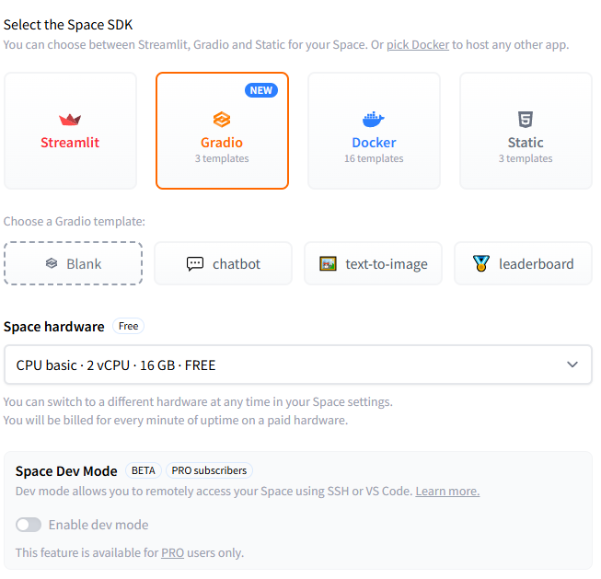 Select the Space SDK
You can choose between Streamlit, Gradio and Static for your Space. Or pick Docker to host any other app.
NEW
Streamlit
Gradio
3 templates
Docker
16 templates
Static
3 templates
Choose a Gradio template:
Blank
chatbot
text-to-image
leaderboard
Space hardware Free
CPU basic · 2 vCPU · 16 GB · FREE
You can switch to a different hardware at any time in your Space settings.
You will be billed for every minute of uptime on a paid hardware.
Space Dev Mode BETA PRO subscribers
Dev mode allows you to remotely access your Space using SSH or VS Code. Learn more.
Enable dev mode
This feature is available for PRO users only.